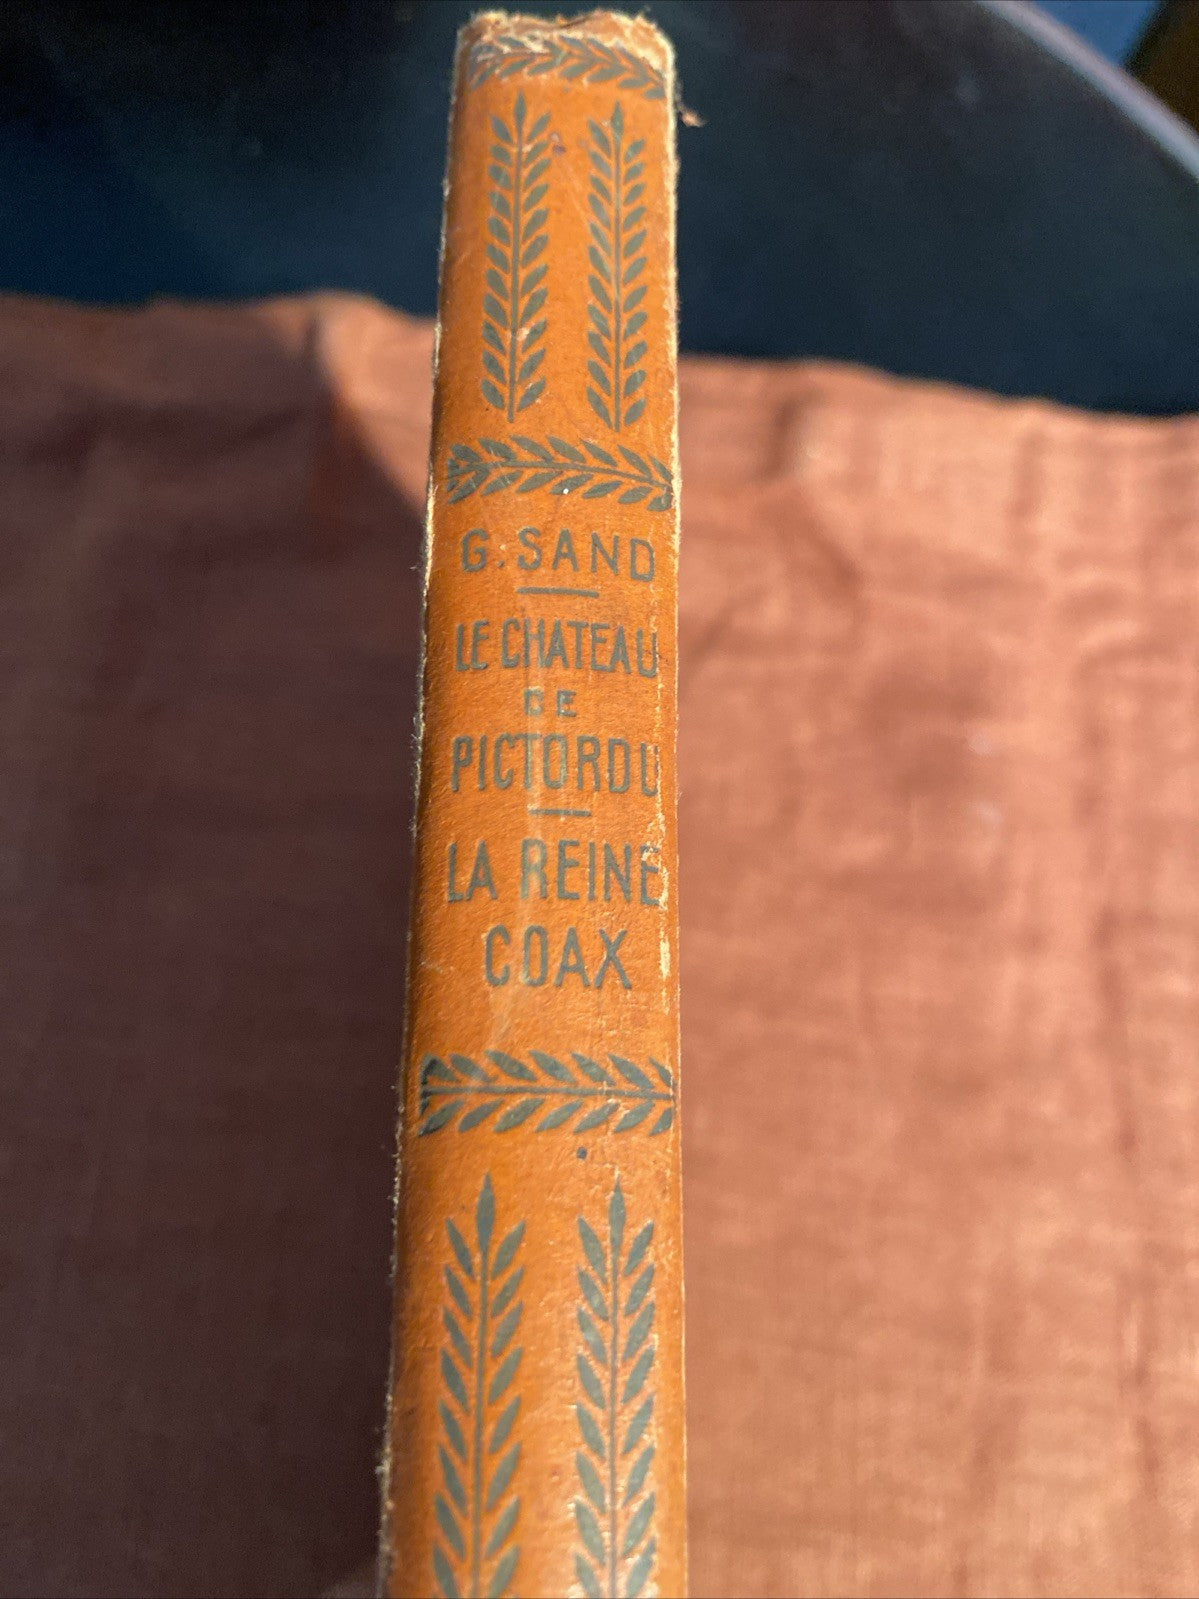 G. SAND
LE CHATEAU
DE
PICTORDU
LA REINE
COAX